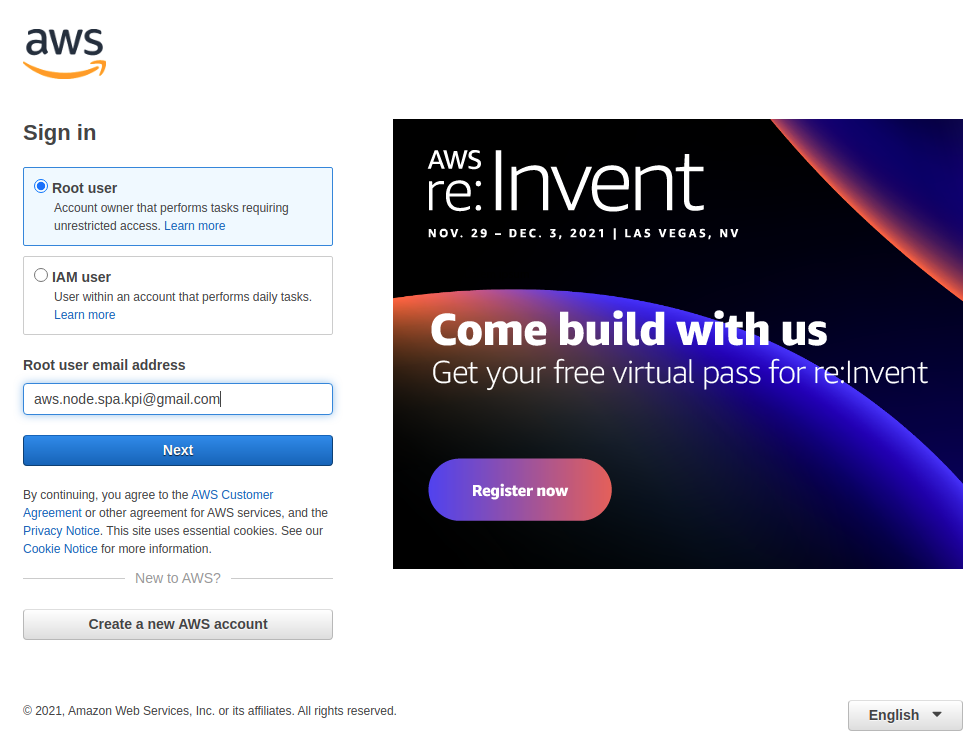 aws
Sign in
Root user
Account owner that performs tasks requiring
unrestricted access. Learn more
IAM user
User within an account that performs daily tasks.
Learn more
Root user email address
aws.node.spa.kpi@gmail.com
Next
By continuing, you agree to the AWS Customer
Agreement or other agreement for AWS services, and the
Privacy Notice. This site uses essential cookies. See our
Cookie Notice for more information.
New to AWS?
Create a new AWS account
AWS
re:Invent
NOV. 29 – DEC. 3, 2021 | LAS VEGAS, NV
Come build with us
Get your free virtual pass for re:Invent
Register now
© 2021, Amazon Web Services, Inc. or its affiliates. All rights reserved.
English